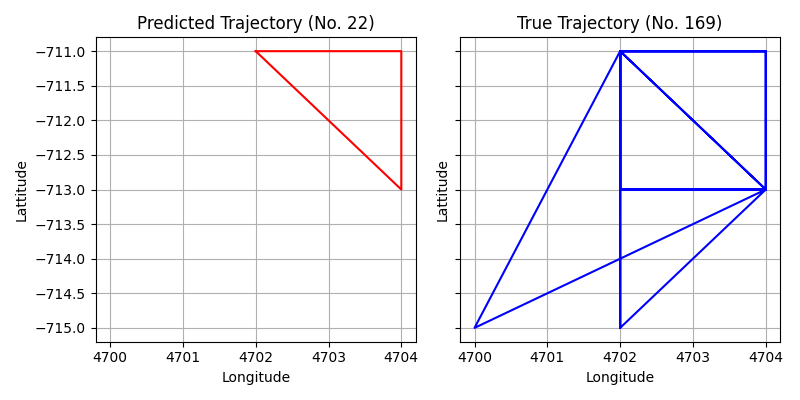 Predicted Trajectory (No. 22)
−711.0
−711.5
−712.0
−712.5
−713.0
−713.5
−714.0
−714.5
−715.0
Lattitude
4700 4701 4702 4703 4704
Longitude
True Trajectory (No. 169)
Lattitude
4700 4701 4702 4703 4704
Longitude